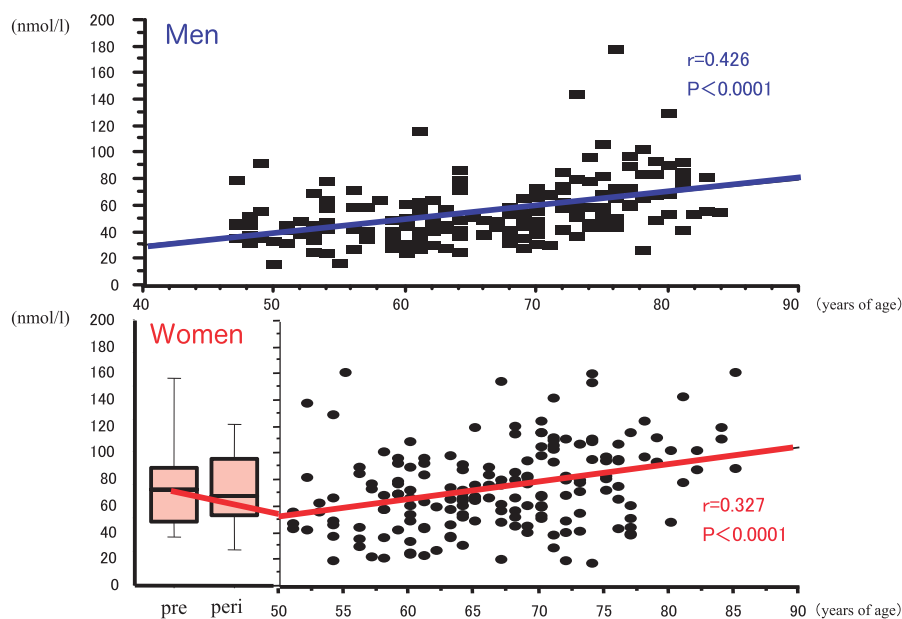 (nmol/l)
200
180
160
140
120
100
80
60
40
20
0
Men
r=0.426
P<0.0001
40 50 60 70 80 90 (years of age)
(nmol/l)
200
180
160
140
120
100
80
60
40
20
0
Women
r=0.327
P<0.0001
pre peri
50 55 60 65 70 75 80 85 90 (years of age)